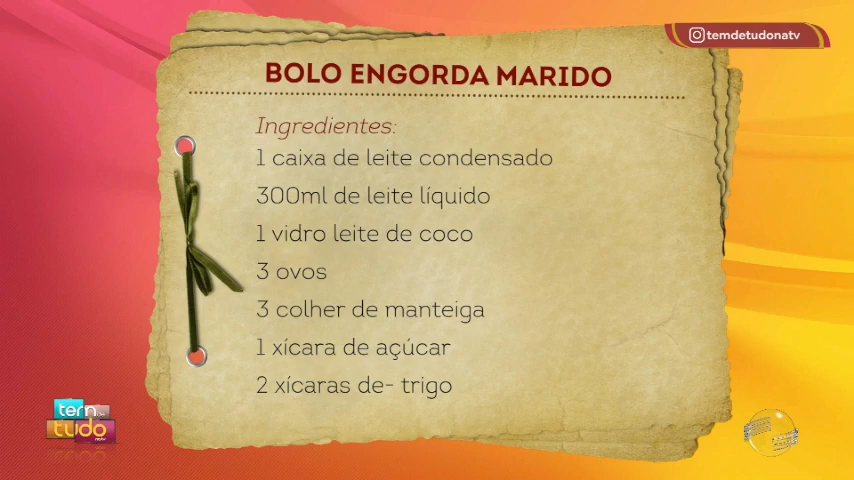 temdetudonatv
BOLO ENGORDA MARIDO
Ingredientes:
1 caixa de leite condensado
300ml de leite líquido
1 vidro leite de coco
3 ovos
3 colher de manteiga
1 xícara de açúcar
2 xícaras de- trigo
tem de
tudo